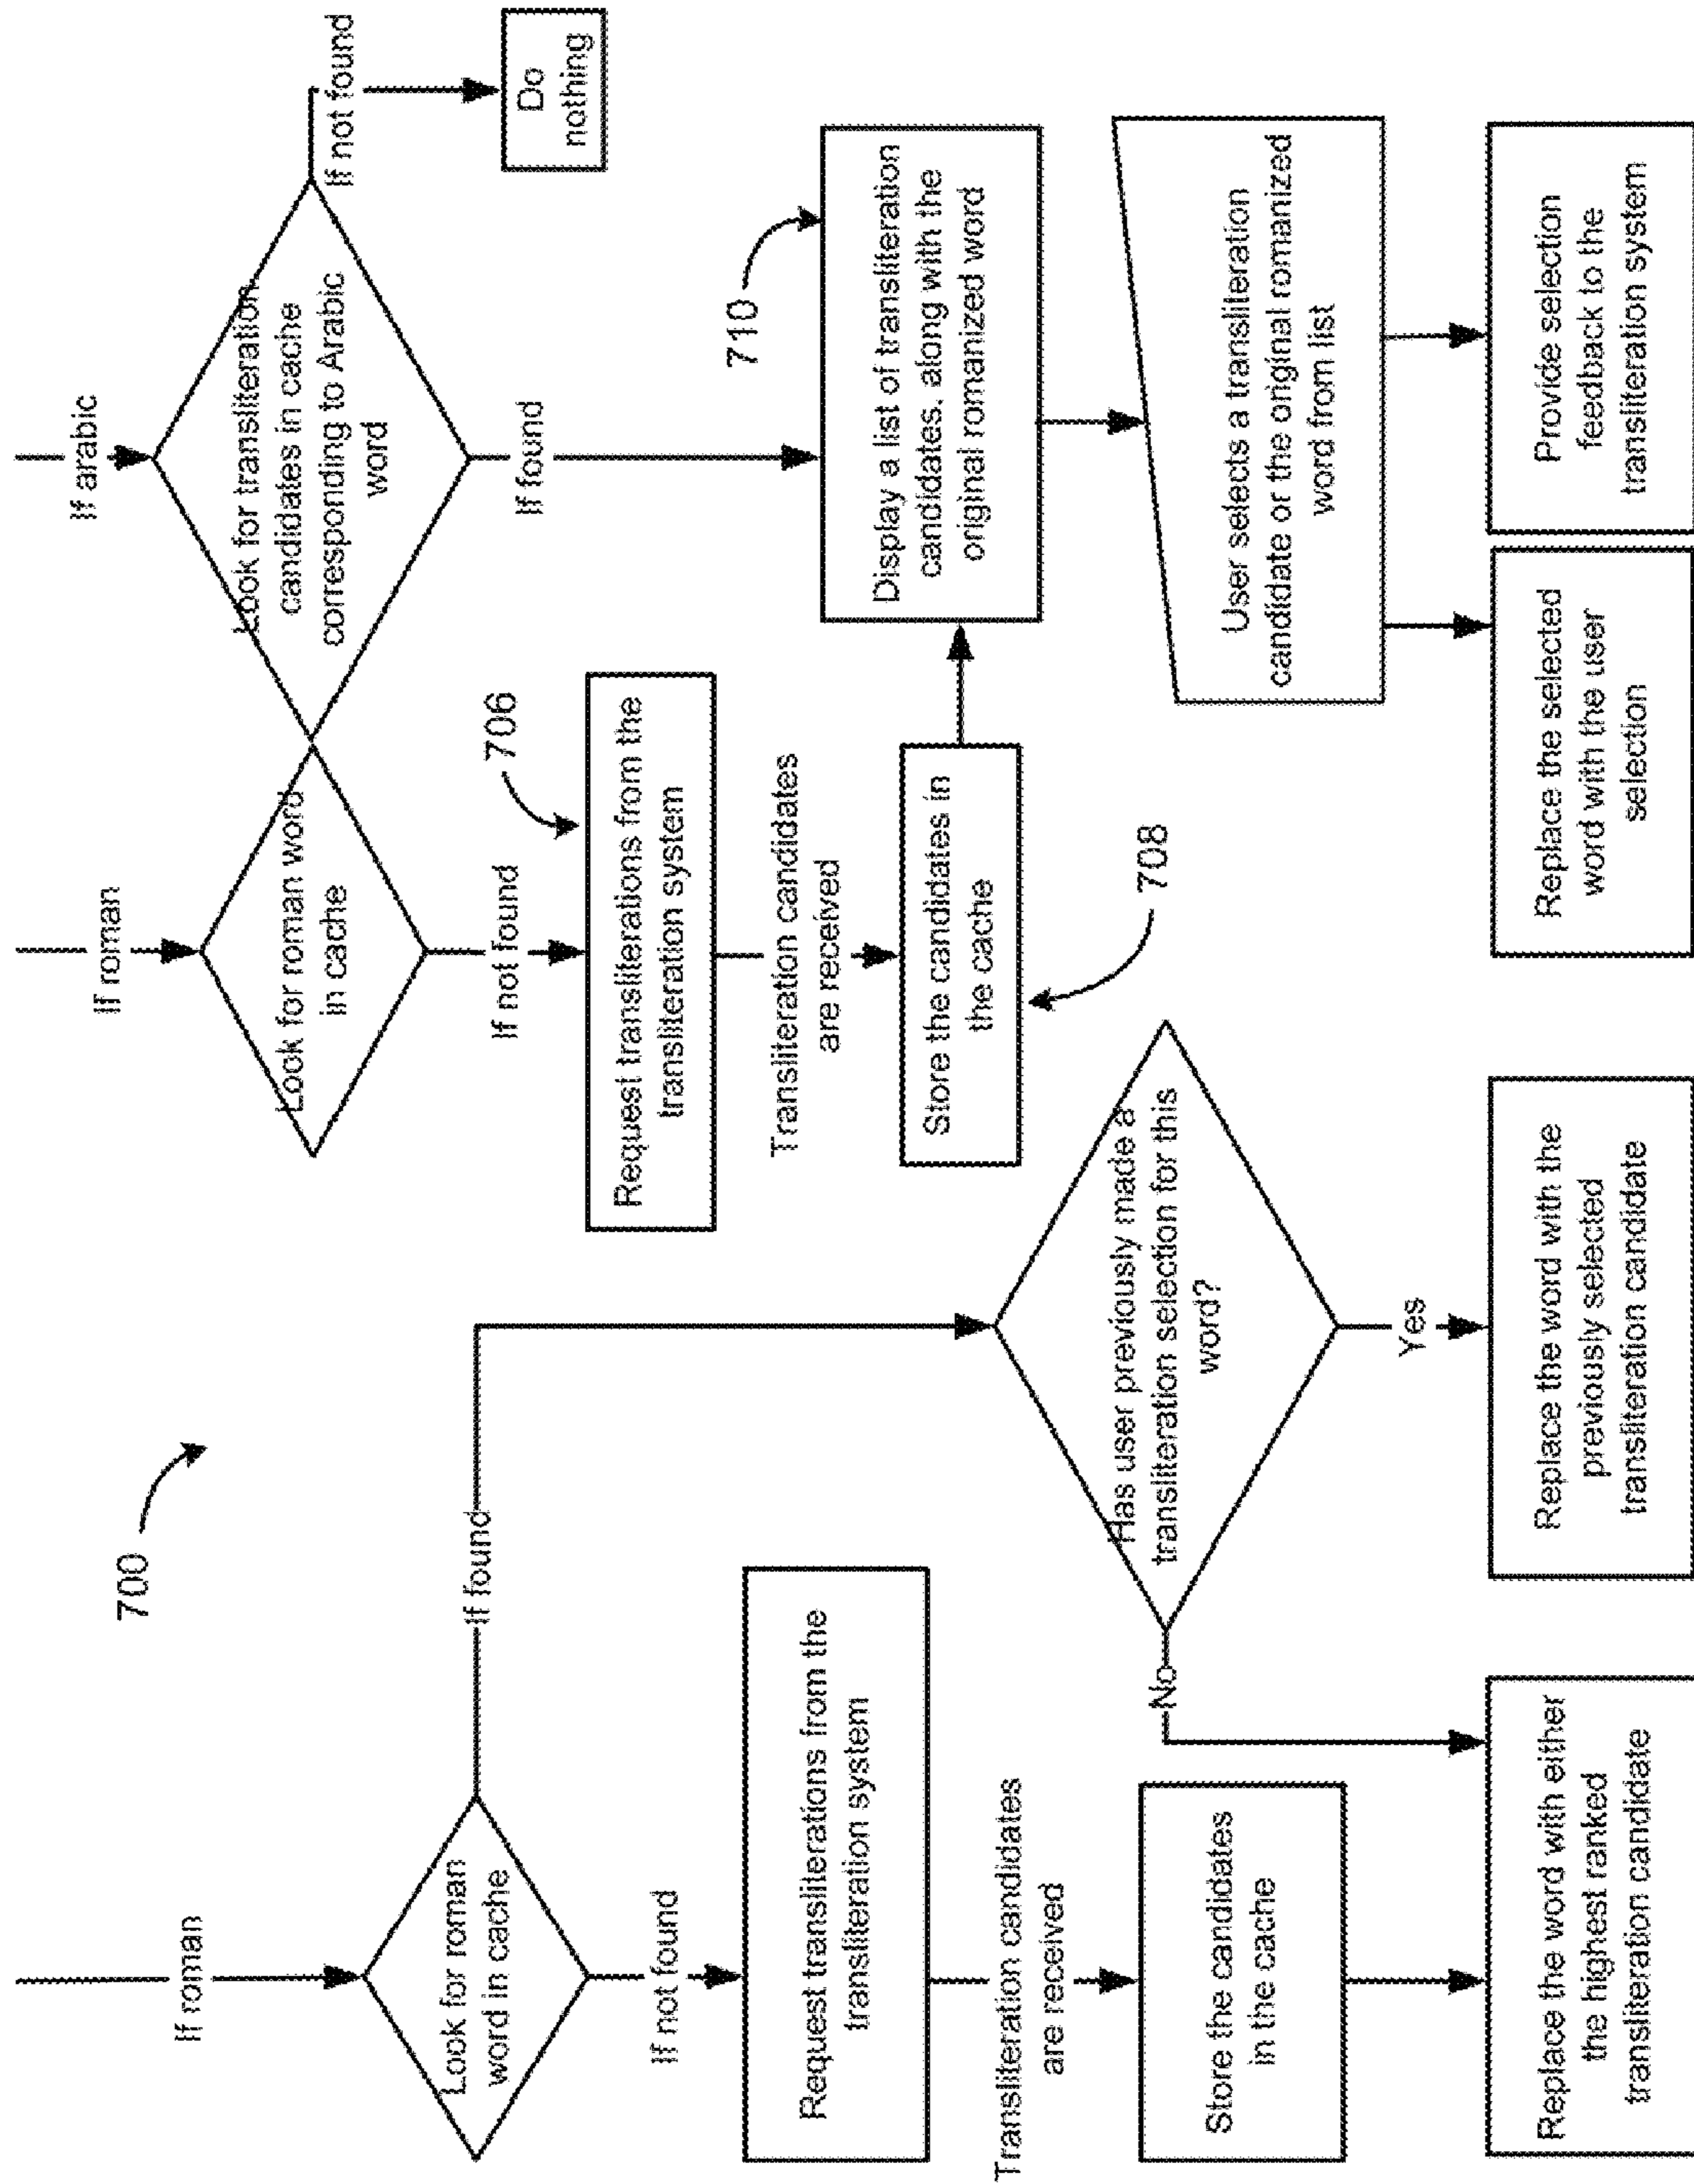 700
If roman
Look for roman
word in cache
If found
If not found
Request transliterations from the
transliteration system
Transliteration candidates
are received
Store the candidates
in the cache
Has user previously made a
transliteration selection for this
word?
No
Yes
Replace the word with either
the highest ranked
transliteration candidate
Replace the word with the
previously selected
transliteration candidate
If roman
Look for roman word
in cache
If not found
706
Request transliterations from the
transliteration system
Transliteration candidates
are received
Store the candidates in
the cache
708
If arabic
Look for transliteration
candidates in cache
corresponding to Arabic
word
If not found
Do
nothing
If found
710
Display a list of transliteration
candidates, along with the
original romanized word
User selects a transliteration
candidate or the original romanized
word from list
Replace the selected
word with the user
selection
Provide selection
feedback to the
transliteration system